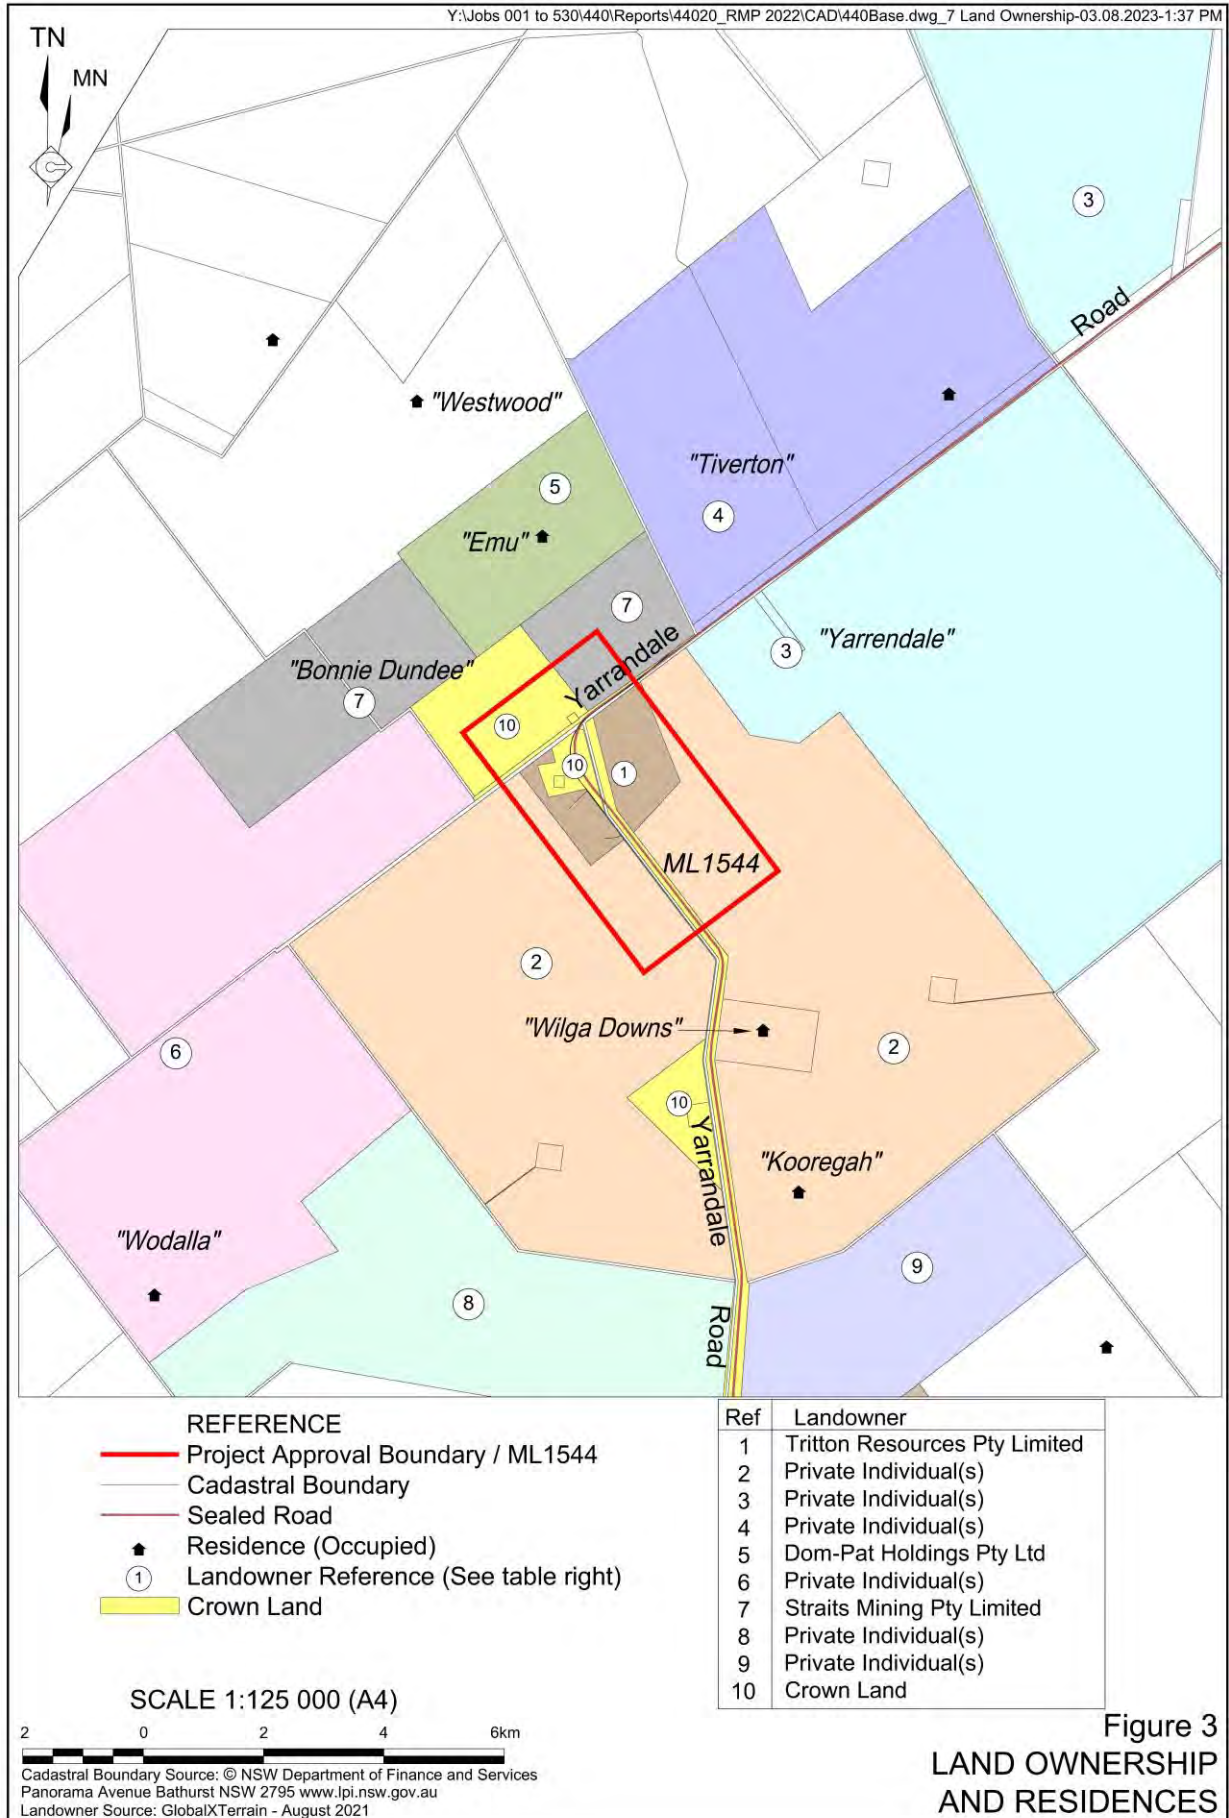 Y:\Jobs 001 to 530\440\Reports\44020_RMP 2022\CAD\440Base.dwg_7 Land Ownership-03.08.2023-1:37 PM
TN
MN
3
Road
"Westwood"
5
"Tiverton"
4
"Emu"
7
3
"Yarrendale"
"Bonnie Dundee"
7
Yarrandale
10
10
1
ML1544
2
"Wilga Downs"
2
6
10
Yarrandale
"Kooregah"
"Wodalla"
9
8
Road
REFERENCE
Project Approval Boundary / ML1544
Cadastral Boundary
Sealed Road
Residence (Occupied)
1 Landowner Reference (See table right)
Crown Land
Ref Landowner
1 Tritton Resources Pty Limited
2 Private Individual(s)
3 Private Individual(s)
4 Private Individual(s)
5 Dom-Pat Holdings Pty Ltd
6 Private Individual(s)
7 Straits Mining Pty Limited
8 Private Individual(s)
9 Private Individual(s)
10 Crown Land
SCALE 1:125 000 (A4)
2 0 2 4 6km
Cadastral Boundary Source: © NSW Department of Finance and Services
Panorama Avenue Bathurst NSW 2795 www.lpi.nsw.gov.au
Landowner Source: GlobalXTerrain - August 2021
Figure 3
LAND OWNERSHIP
AND RESIDENCES